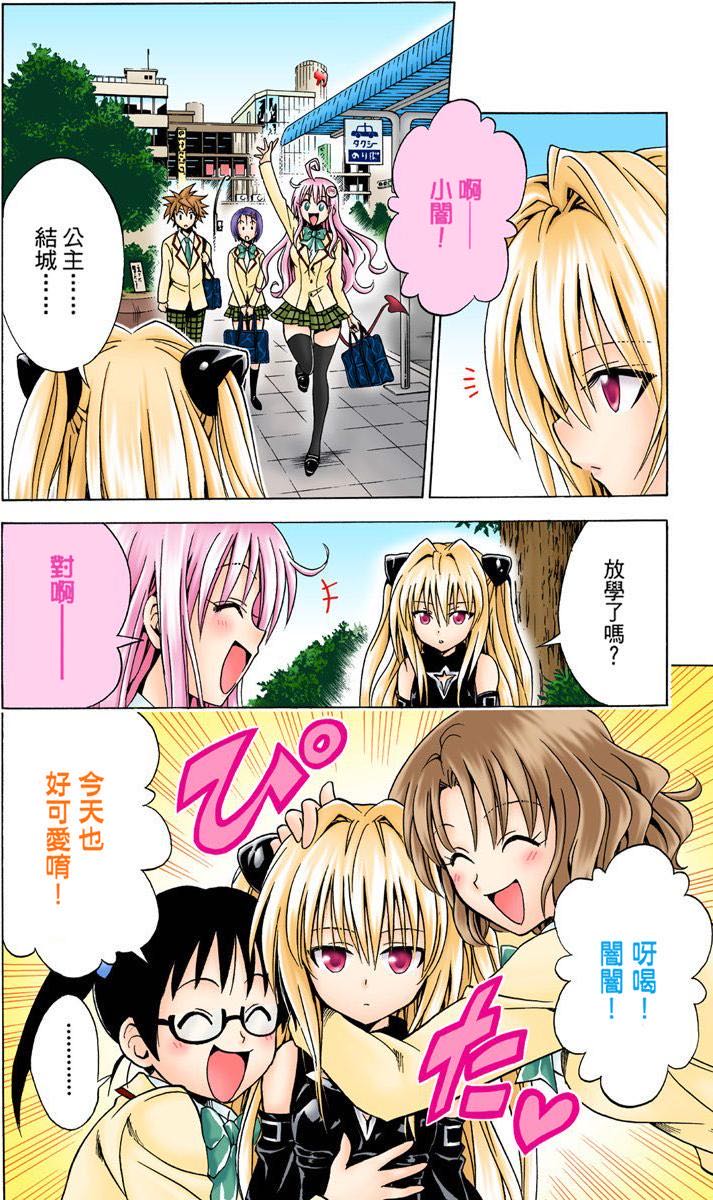 啊——
小闇！
公主……
結城……
タクシー
のりば
放學了嗎？
對啊——
呀喝！
闇闇！
今天也
好可愛唷！
…………
ぴ
た